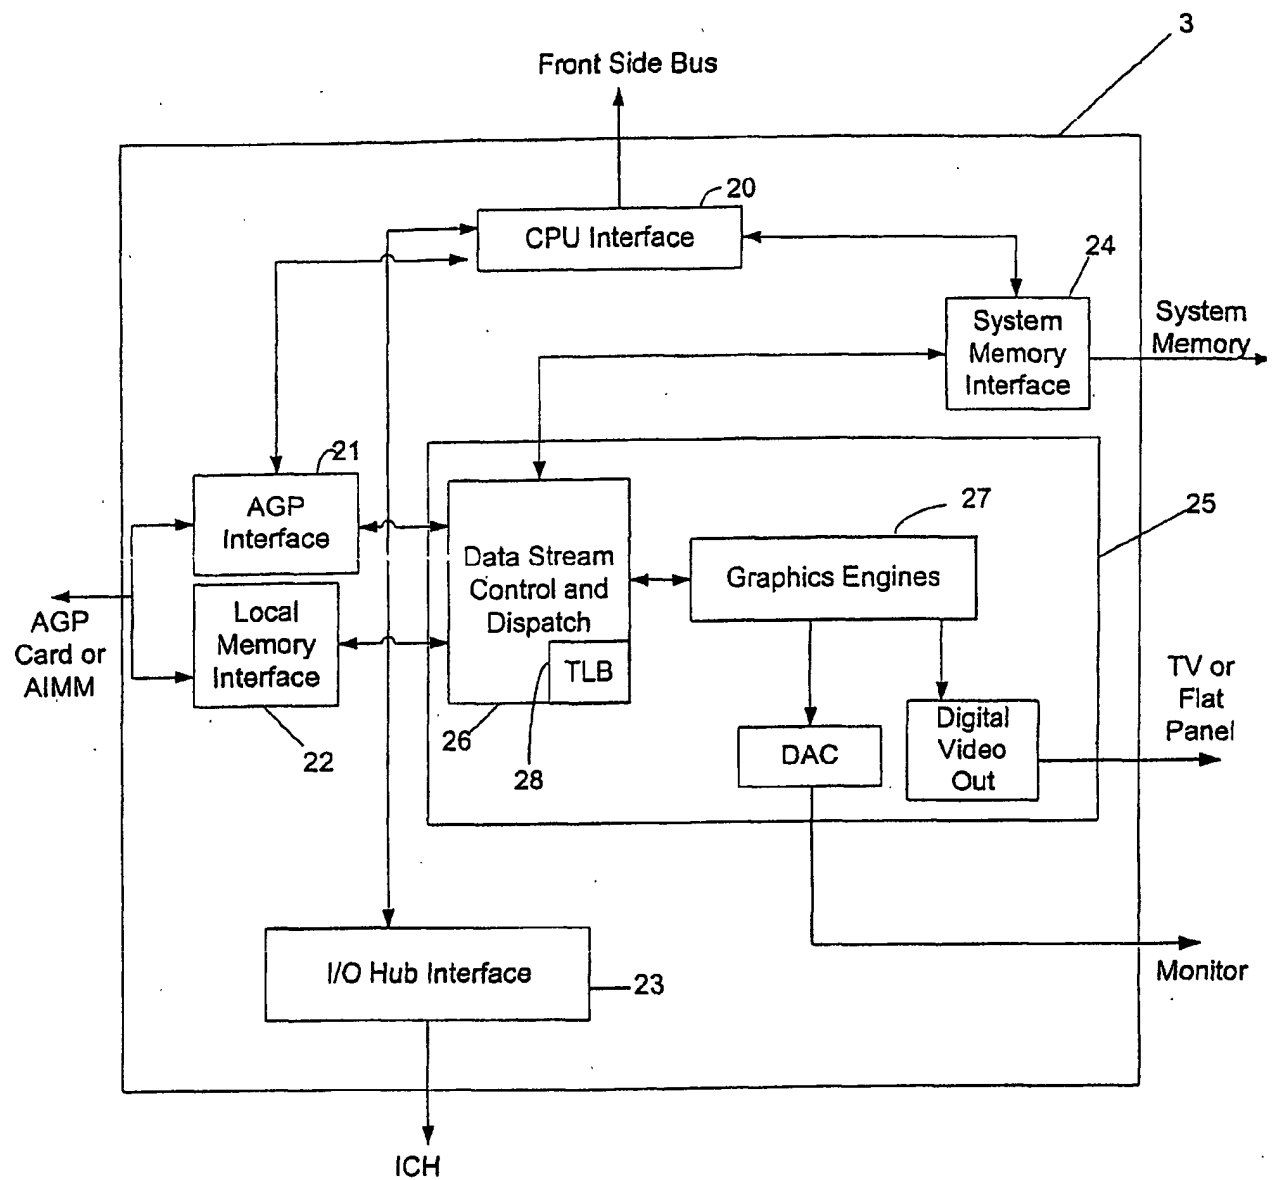 3
Front Side Bus
20
CPU Interface
24
System
Memory
Interface
System
Memory
21
AGP
Interface
27
25
Data Stream
Control and
Dispatch
Graphics Engines
AGP
Card or
AIMM
Local
Memory
Interface
TLB
TV or
Flat
Panel
22
26
28
DAC
Digital
Video
Out
I/O Hub Interface
23
Monitor
ICH